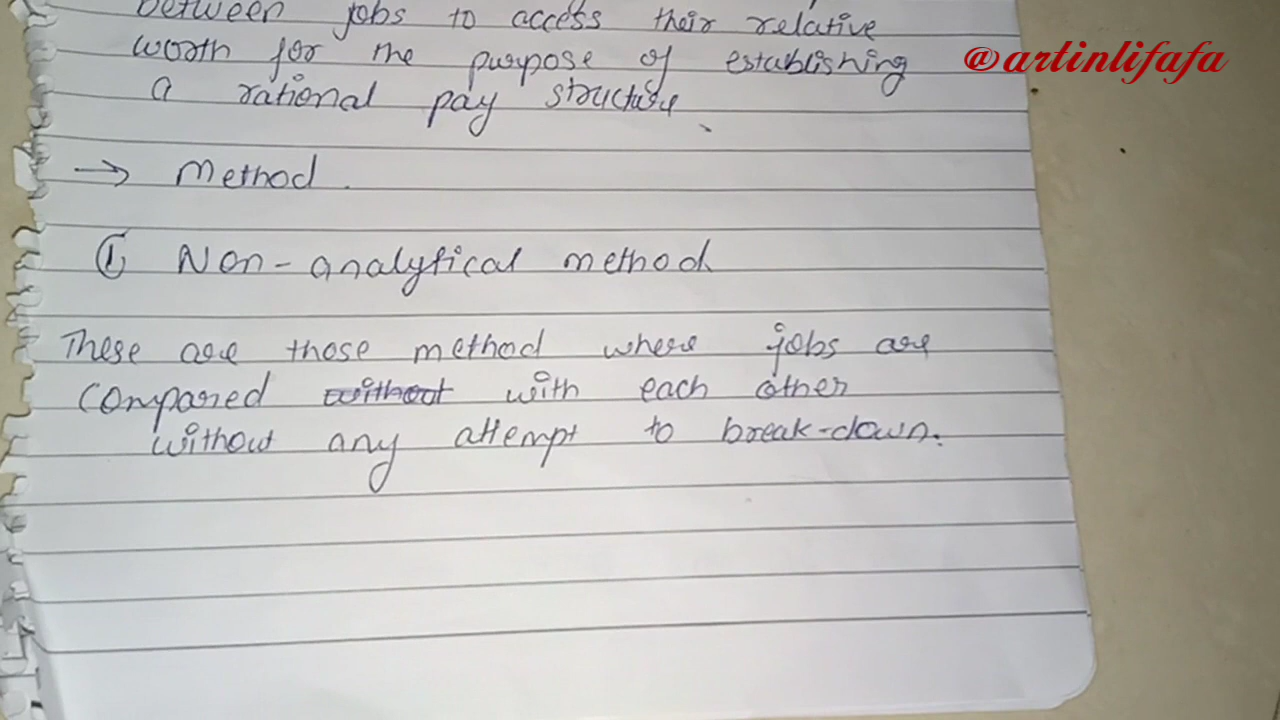 between jobs to access their relative
worth for the purpose of establishing
a rational pay structure
@artinlifafa
→ Method.
① Non-analytical method
These are those method where jobs are
compared without with each other
without any attempt to break-down.